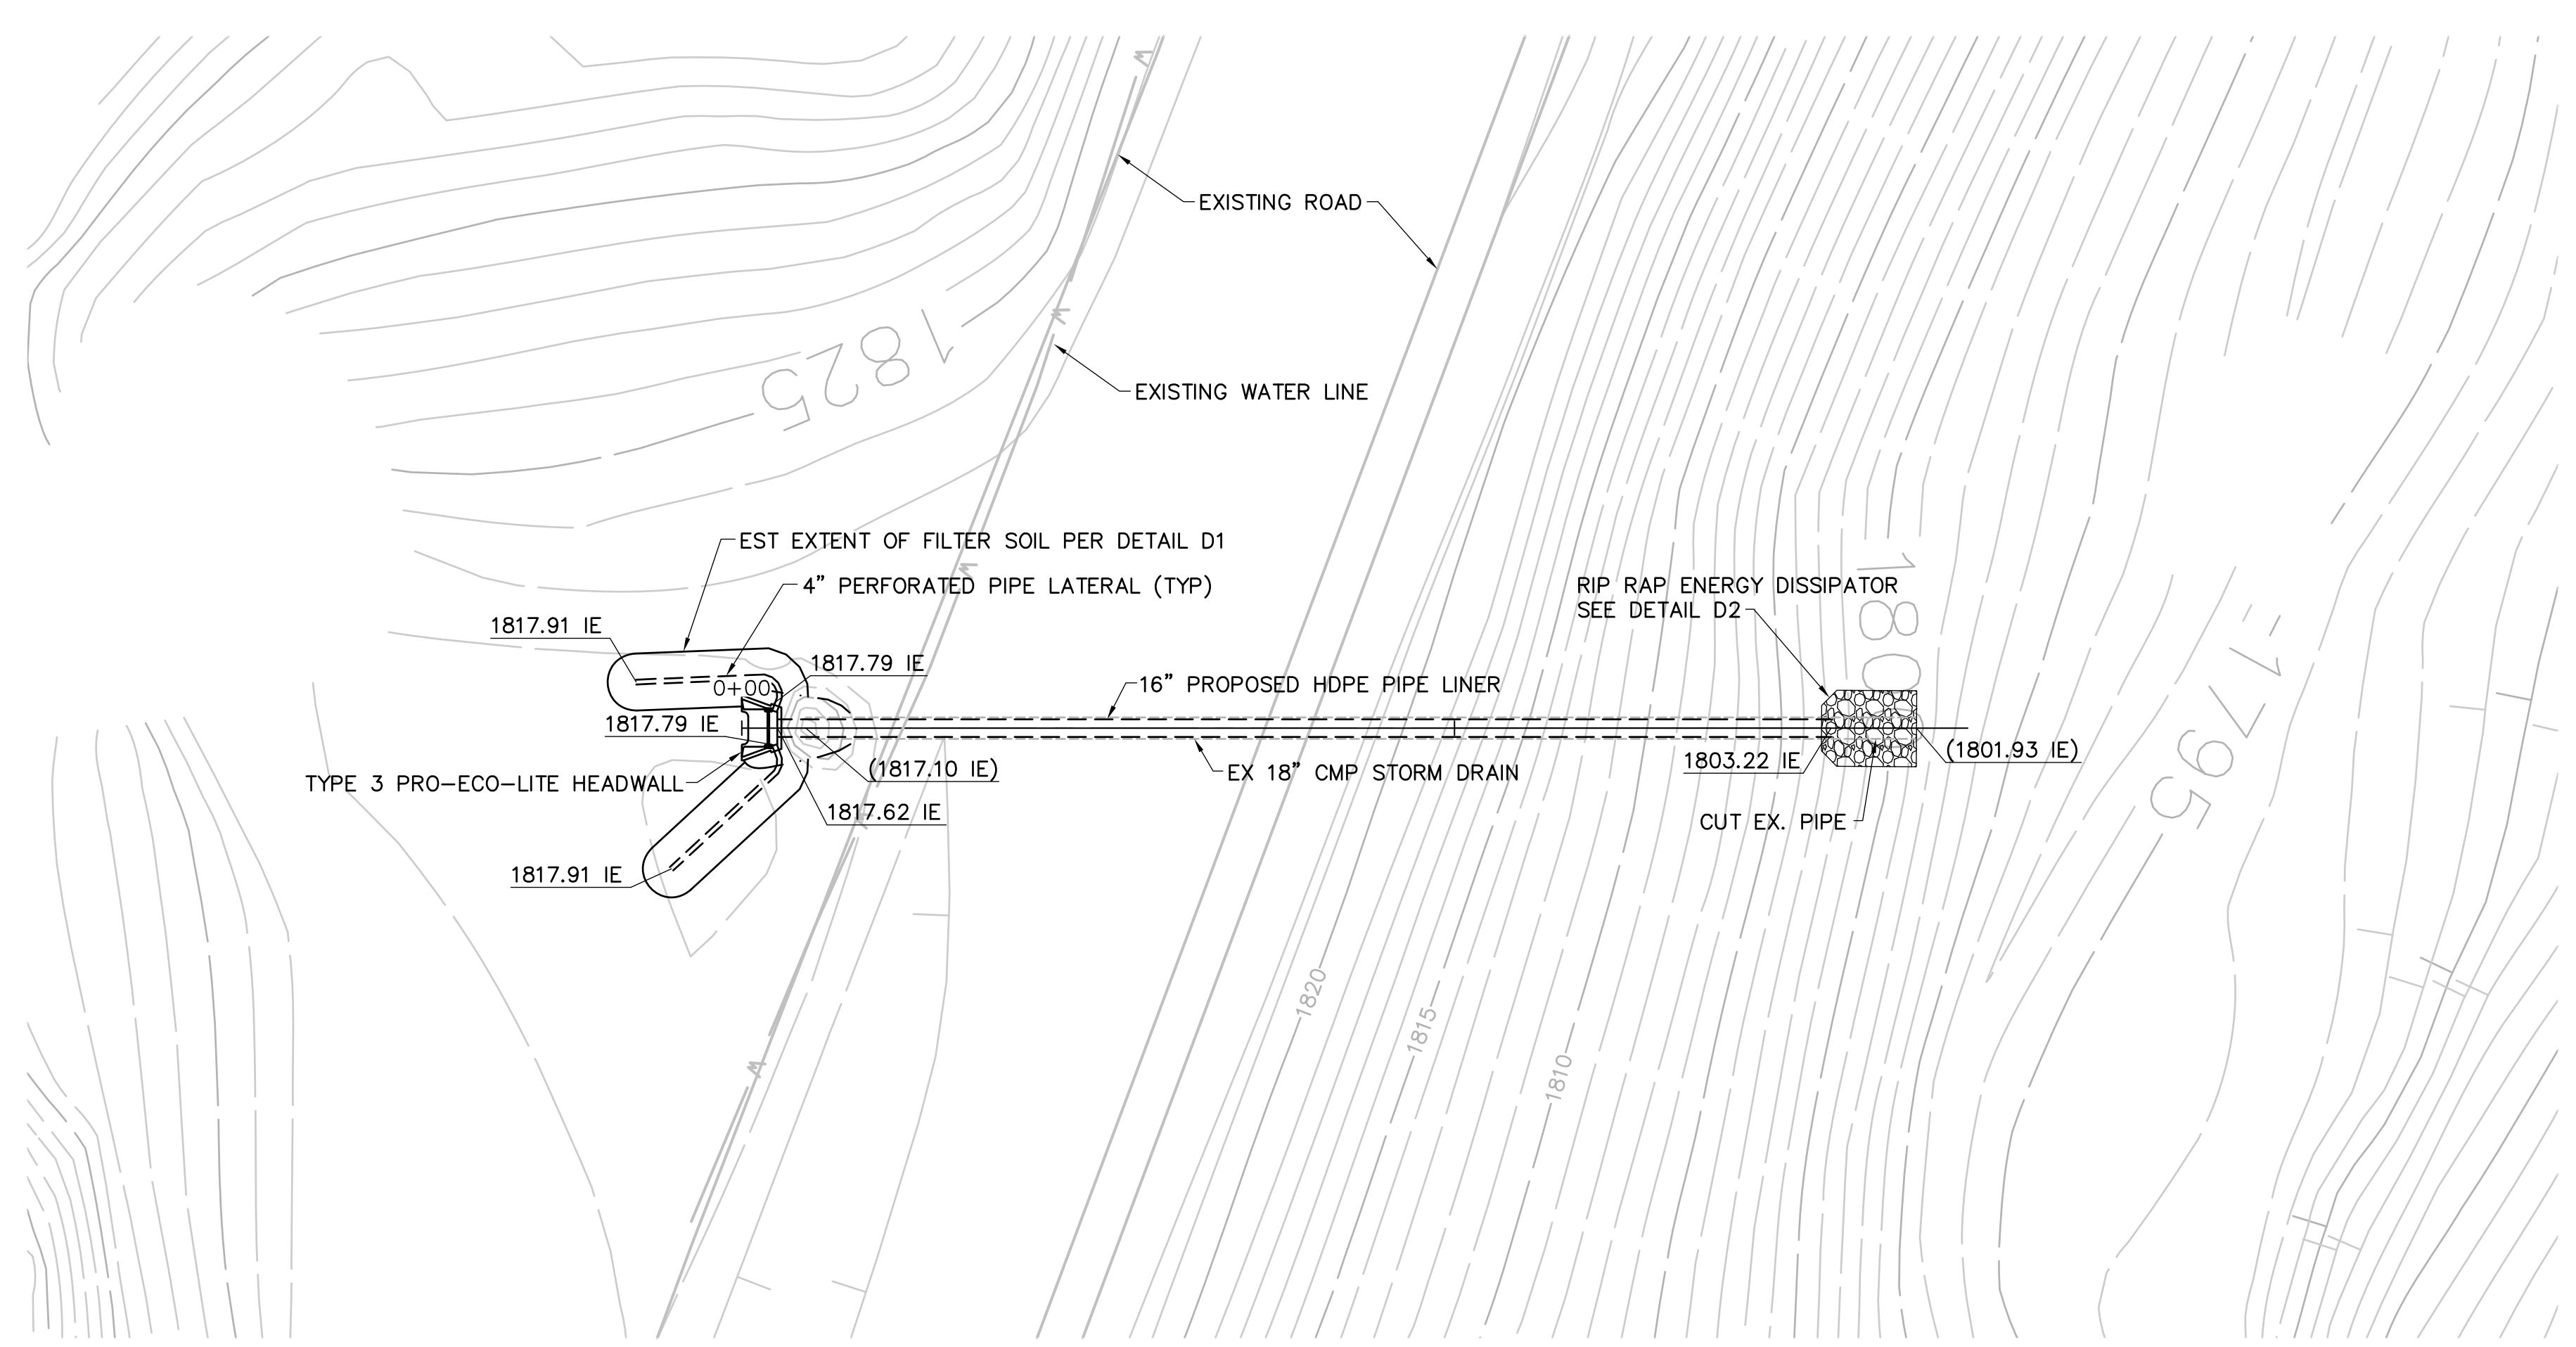 W
EXISTING ROAD
W
1825
EXISTING WATER LINE
EST EXTENT OF FILTER SOIL PER DETAIL D1
W
4” PERFORATED PIPE LATERAL (TYP)
RIP RAP ENERGY DISSIPATOR
SEE DETAIL D2
1800
1817.91 IE
1817.79 IE
1795
0+00
16” PROPOSED HDPE PIPE LINER
1817.79 IE
(1817.10 IE)
EX 18” CMP STORM DRAIN
1803.22 IE
(1801.93 IE)
TYPE 3 PRO-ECO-LITE HEADWALL
1817.62 IE
CUT EX. PIPE
1817.91 IE
1820
1815
1810
W